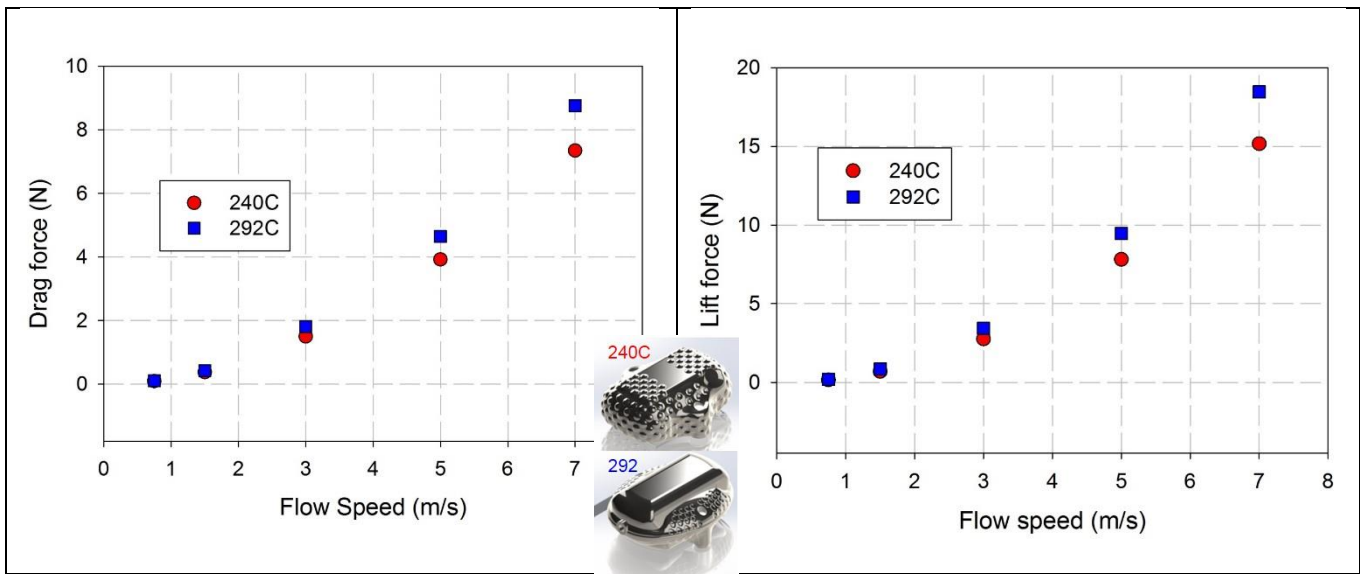 10
8
6
4
2
0
Drag force (N)
240C
292C
0 1 2 3 4 5 6 7
Flow Speed (m/s)
240C
292
20
15
10
5
0
Lift force (N)
240C
292C
0 1 2 3 4 5 6 7 8
Flow speed (m/s)